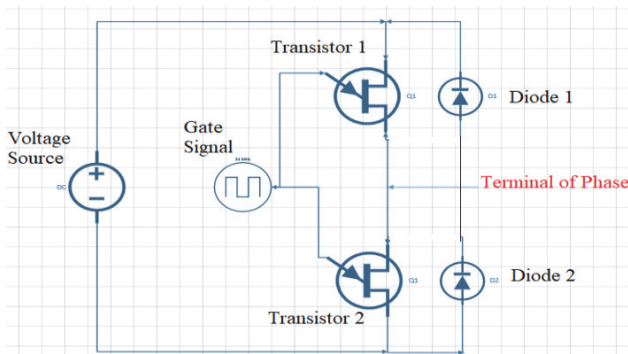 Transistor 1
Q1
D1
Diode 1
Voltage
Source
Gate
Signal
DC
Terminal of Phase
Q1
D2
Diode 2
Transistor 2